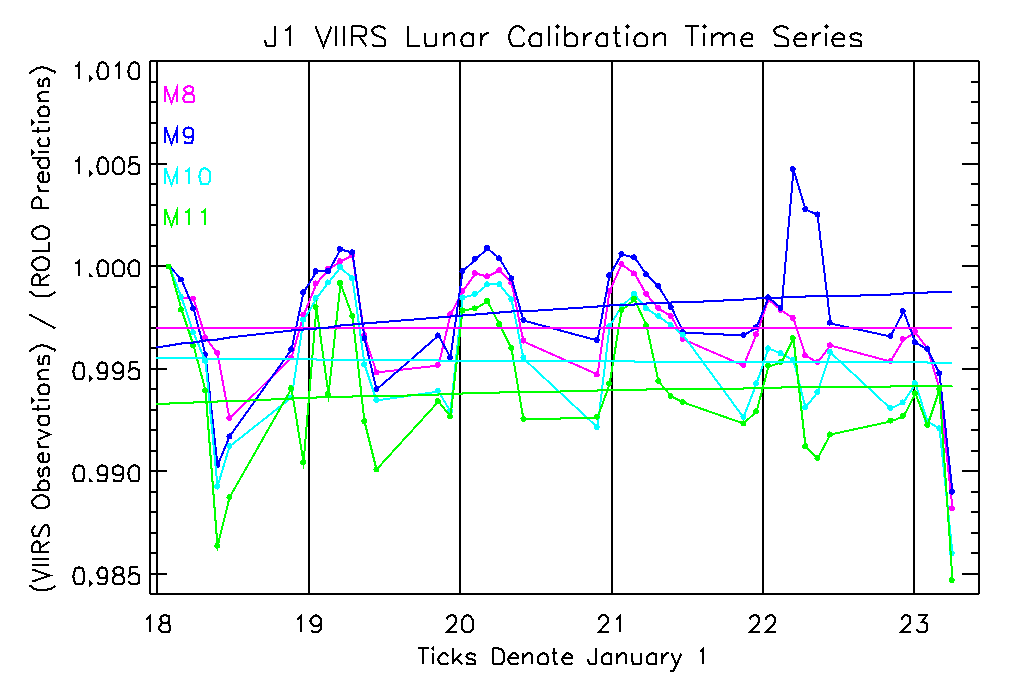 J1 VIIRS Lunar Calibration Time Series
(VIIRS Observations) / (ROLO Predictions)
1.010
1.005
1.000
0.995
0.990
0.985
M8
M9
M10
M11
18 19 20 21 22 23
Ticks Denote January 1